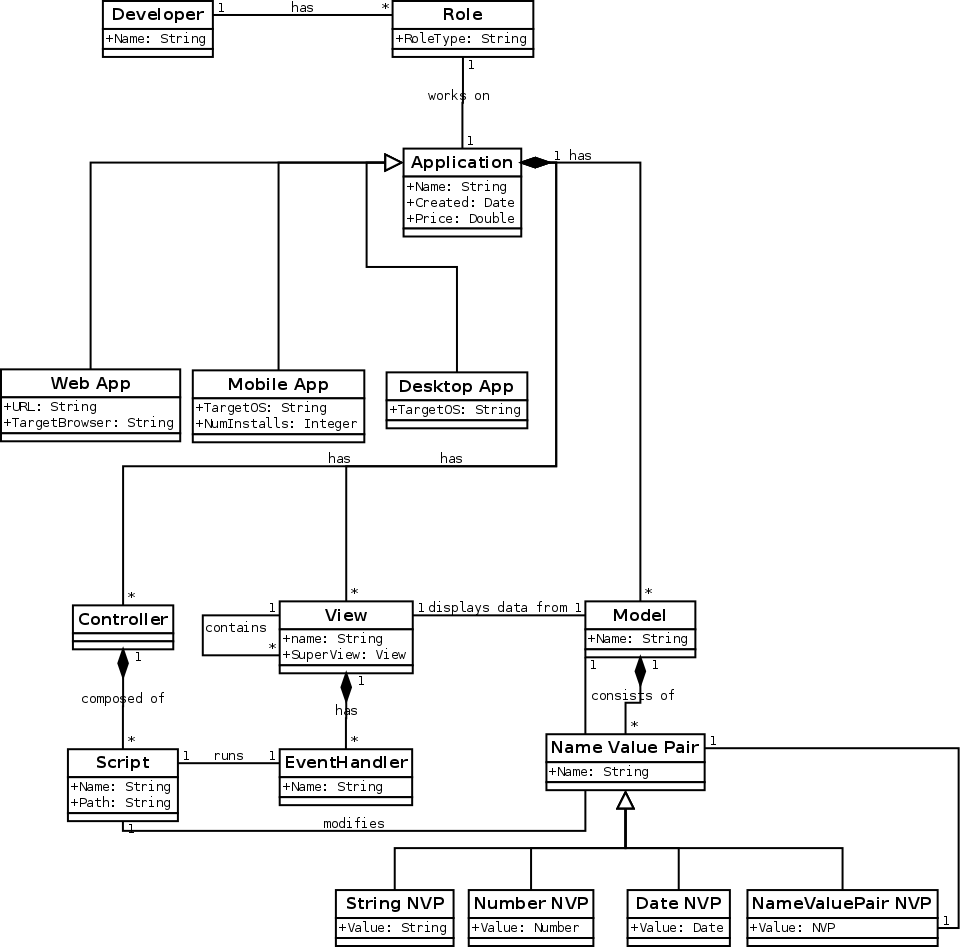 Developer
+Name: String
1 has *
Role
+RoleType: String
1
works on
1
Application
+Name: String
+Created: Date
+Price: Double
1 has
Web App
+URL: String
+TargetBrowser: String
Mobile App
+TargetOS: String
+NumInstalls: Integer
Desktop App
+TargetOS: String
has
has
*
*
*
Controller
1
contains
*
View
+name: String
+SuperView: View
1 displays data from 1
Model
+Name: String
1
composed of
*
1
has
*
1
1
consists of
*
Script
+Name: String
+Path: String
1 runs 1
EventHandler
+Name: String
Name Value Pair
+Name: String
1
1
modifies
String NVP
+Value: String
Number NVP
+Value: Number
Date NVP
+Value: Date
NameValuePair NVP
+Value: NVP
1